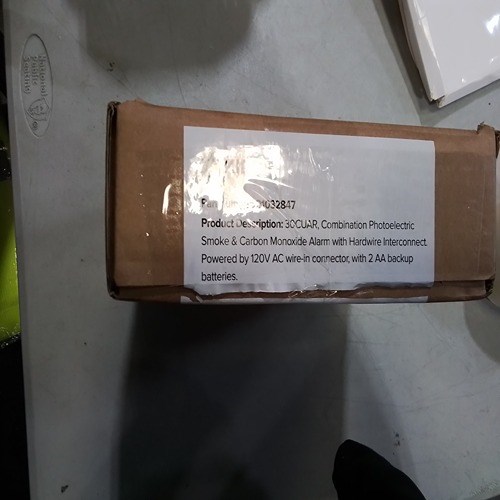 Product Description: 30CUAR, Combination Photoelectric
Smoke & Carbon Monoxide Alarm with Hardwire Interconnect.
Powered by 120V AC wire-in connector, with 2 AA backup
batteries.